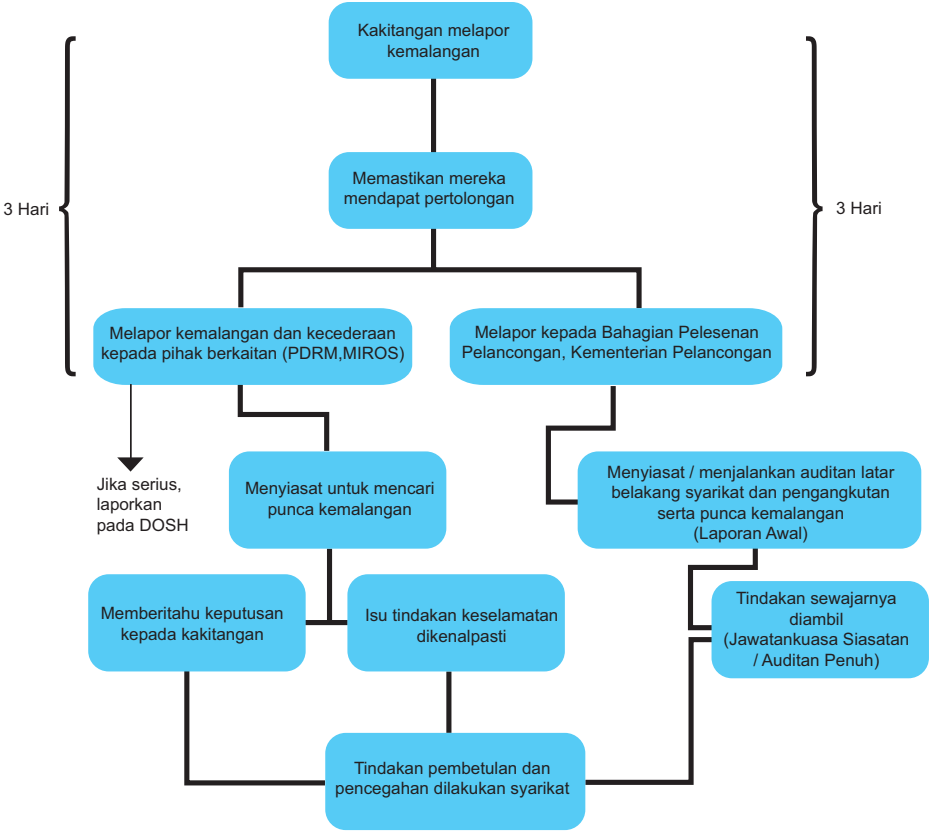 Kakitangan melapor
kemalangan
Memastikan mereka
mendapat pertolongan
3 Hari
3 Hari
Melapor kemalangan dan kecederaan
kepada pihak berkaitan (PDRM,MIROS)
Melapor kepada Bahagian Pelesenan
Pelancongan, Kementerian Pelancongan
Jika serius,
laporkan
pada DOSH
Menyiasat untuk mencari
punca kemalangan
Menyiasat / menjalankan auditan latar
belakang syarikat dan pengangkutan
serta punca kemalangan
(Laporan Awal)
Memberitahu keputusan
kepada kakitangan
Isu tindakan keselamatan
dikenalpasti
Tindakan sewajarnya
diambil
(Jawatankuasa Siasatan
/ Auditan Penuh)
Tindakan pembetulan dan
pencegahan dilakukan syarikat